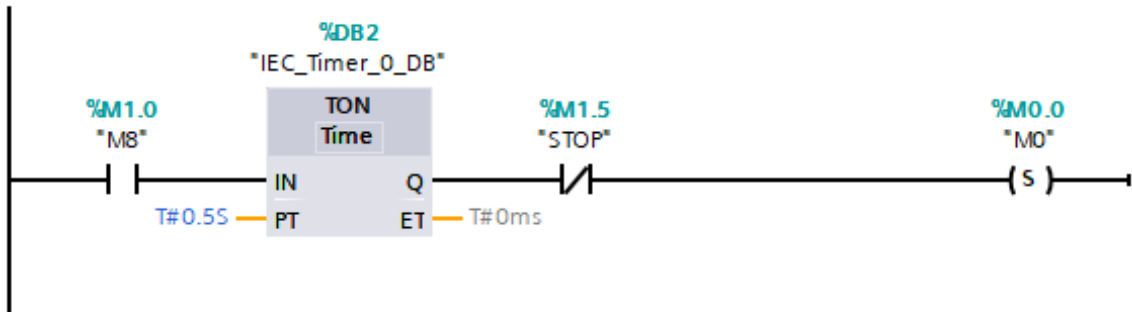 %DB2
"IEC_Timer_0_DB"
%M1.0
"M8"
TON
Time
%M1.5
"STOP"
%M0.0
"M0"
IN Q
S
T#0.5S PT ET T#0ms